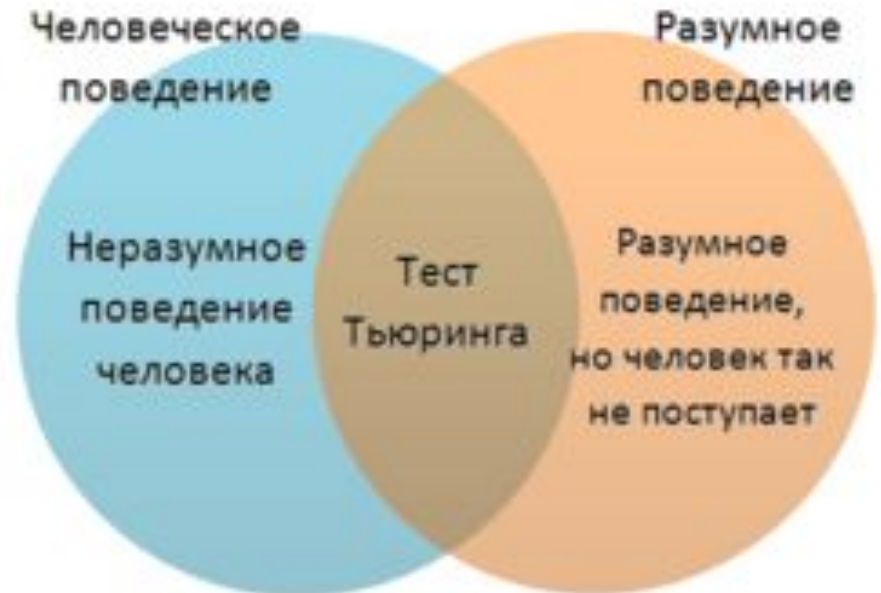 Человеческое
поведение
Разумное
поведение
Неразумное
поведение
человека
Тест
Тьюринга
Разумное
поведение,
но человек так
не поступает